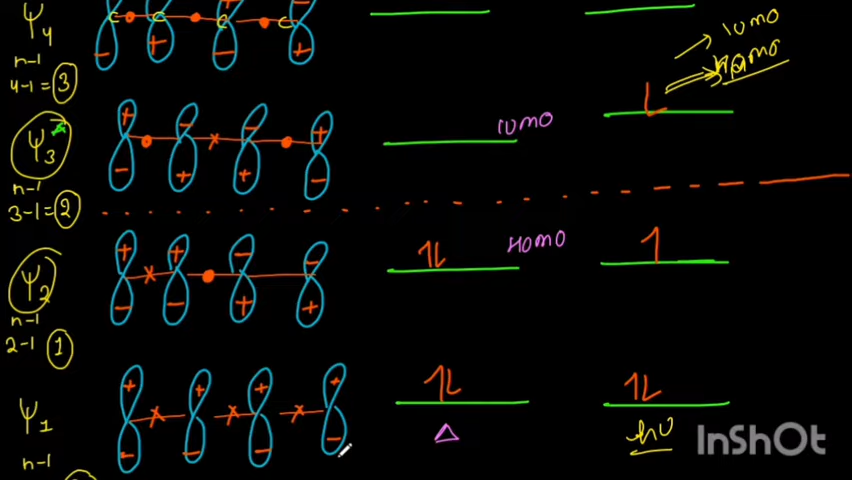 ψ4
C C C C
- + - +
n-1
4-1=3
LUMO
HOMO
+ - - +
ψ3*
LUMO
- + + -
n-1
3-1=2
+ + - -
HOMO
ψ2
- - + +
n-1
2-1 1
+ + + +
ψ1
- - - -
Δ
hν
InShOt
n-1